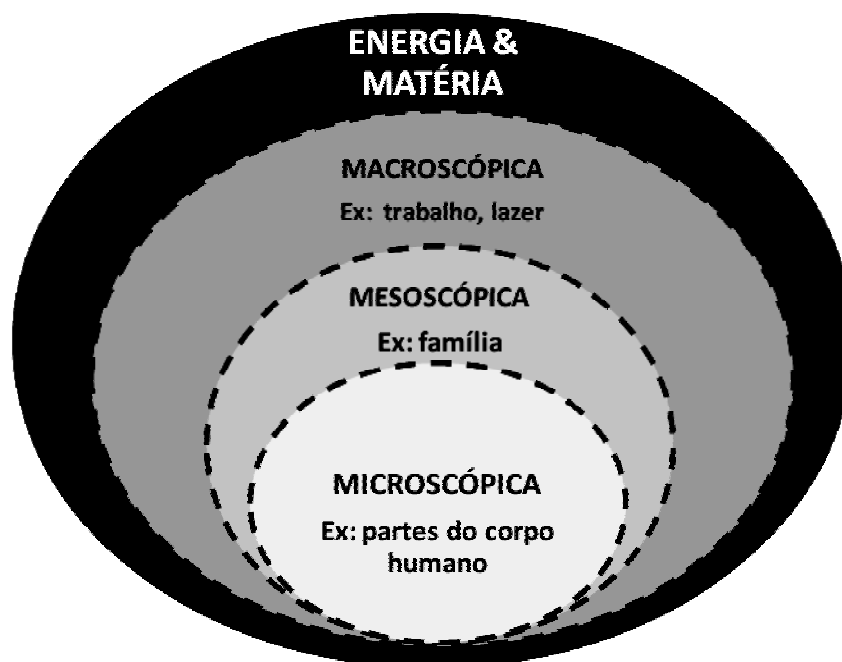 ENERGIA &
MATÉRIA
MACROSCÓPICA
Ex: trabalho, lazer
MESOSCÓPICA
Ex: família
MICROSCÓPICA
Ex: partes do corpo
humano